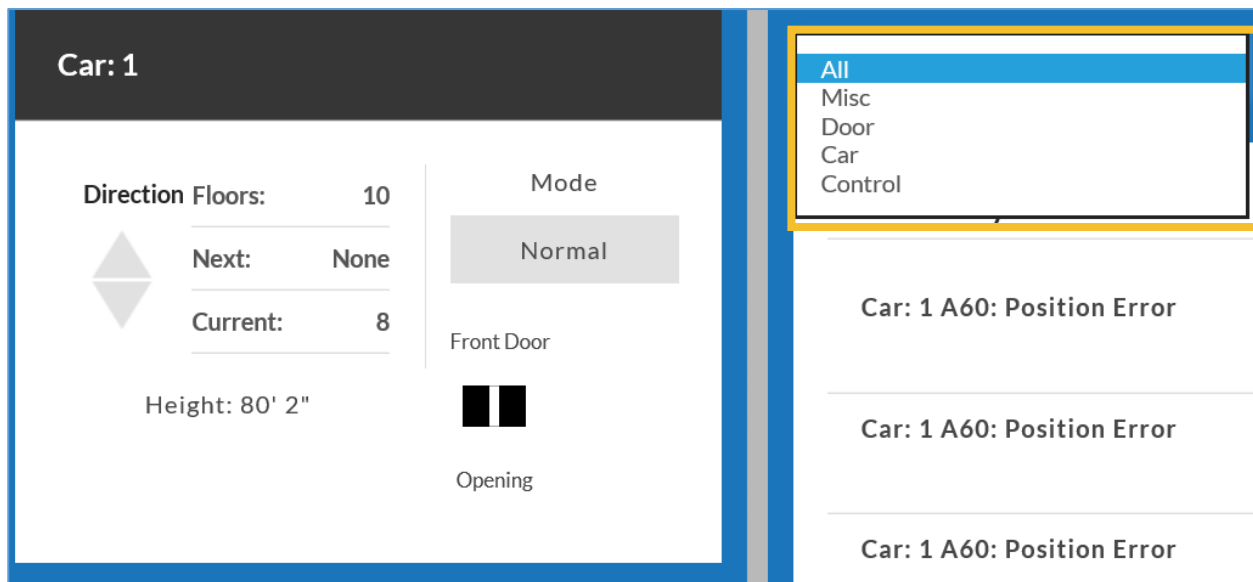 Car: 1
Direction
Floors: 10
Next: None
Current: 8
Height: 80' 2"
Mode
Normal
Front Door
Opening
All
Misc
Door
Car
Control
Car: 1 A60: Position Error
Car: 1 A60: Position Error
Car: 1 A60: Position Error